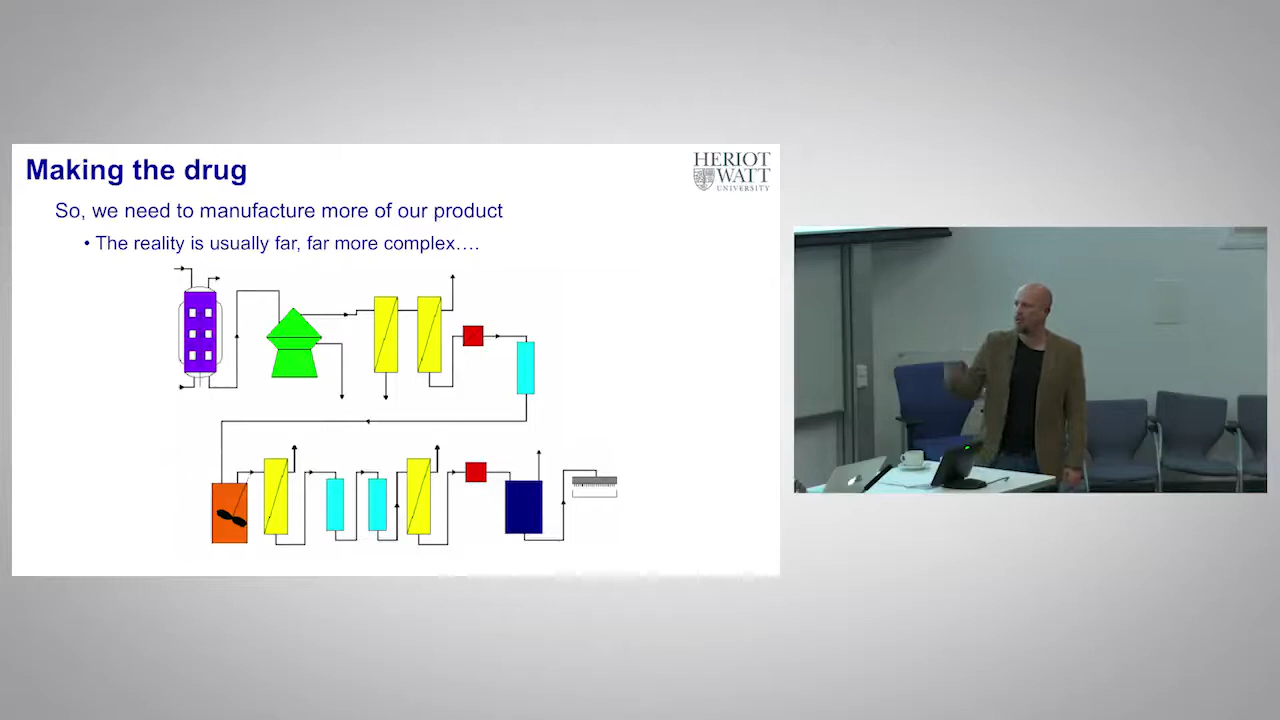 Making the drug
HERIOT
WATT
UNIVERSITY
So, we need to manufacture more of our product
• The reality is usually far, far more complex….